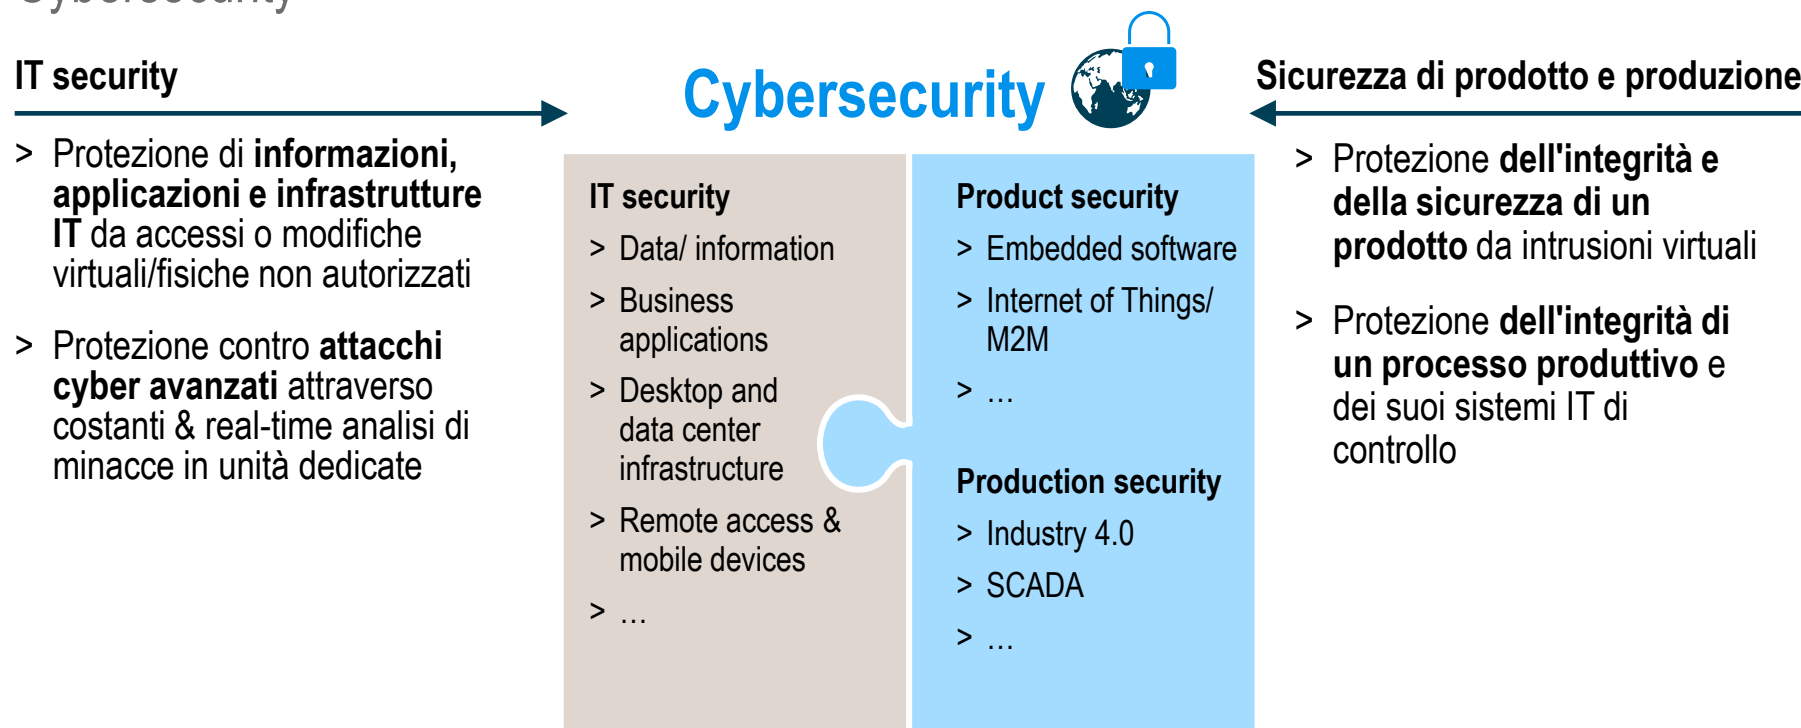 Cybersecurity
IT security
> Protezione di informazioni,
applicazioni e infrastrutture
IT da accessi o modifiche
virtuali/fisiche non autorizzati
> Protezione contro attacchi
cyber avanzati attraverso
costanti & real-time analisi di
minacce in unità dedicate
Cybersecurity
IT security
> Data/ information
> Business
applications
> Desktop and
data center
infrastructure
> Remote access &
mobile devices
> …
Product security
> Embedded software
> Internet of Things/
M2M
> …
Production security
> Industry 4.0
> SCADA
> …
Sicurezza di prodotto e produzione
> Protezione dell'integrità e
della sicurezza di un
prodotto da intrusioni virtuali
> Protezione dell'integrità di
un processo produttivo e
dei suoi sistemi IT di
controllo